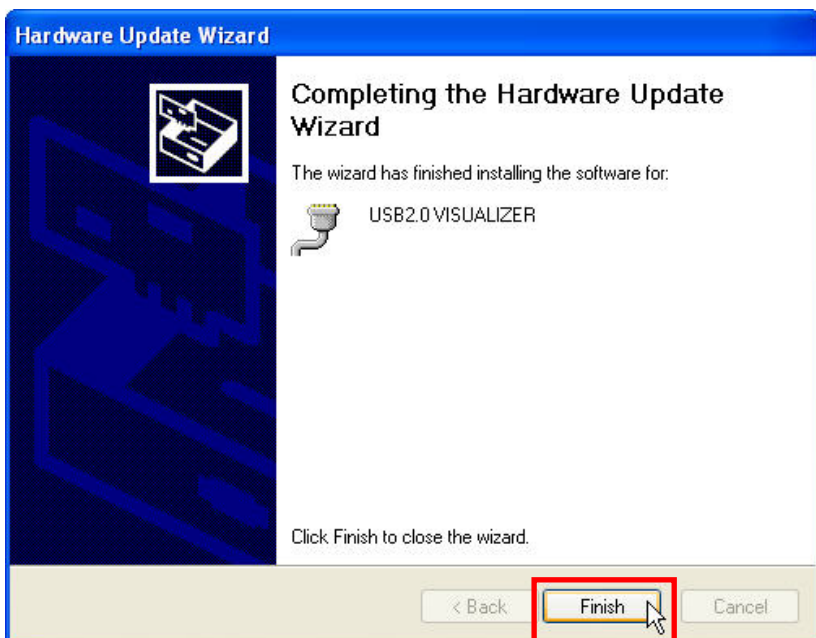 Hardware Update Wizard
Completing the Hardware Update
Wizard
The wizard has finished installing the software for:
USB2.0 VISUALIZER
Click Finish to close the wizard.
< Back
Finish
Cancel